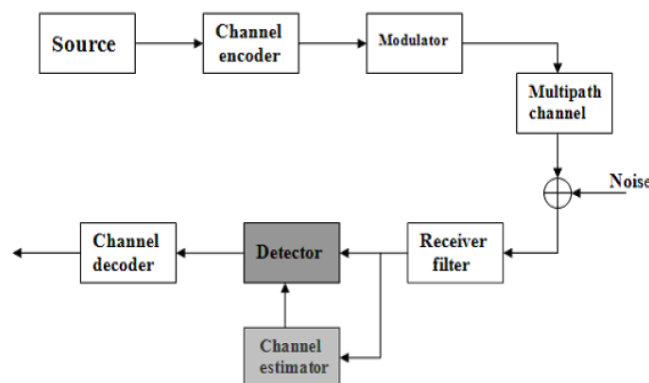 Source
Channel
encoder
Modulator
Multipath
channel
Noise
Channel
decoder
Detector
Receiver
filter
Channel
estimator